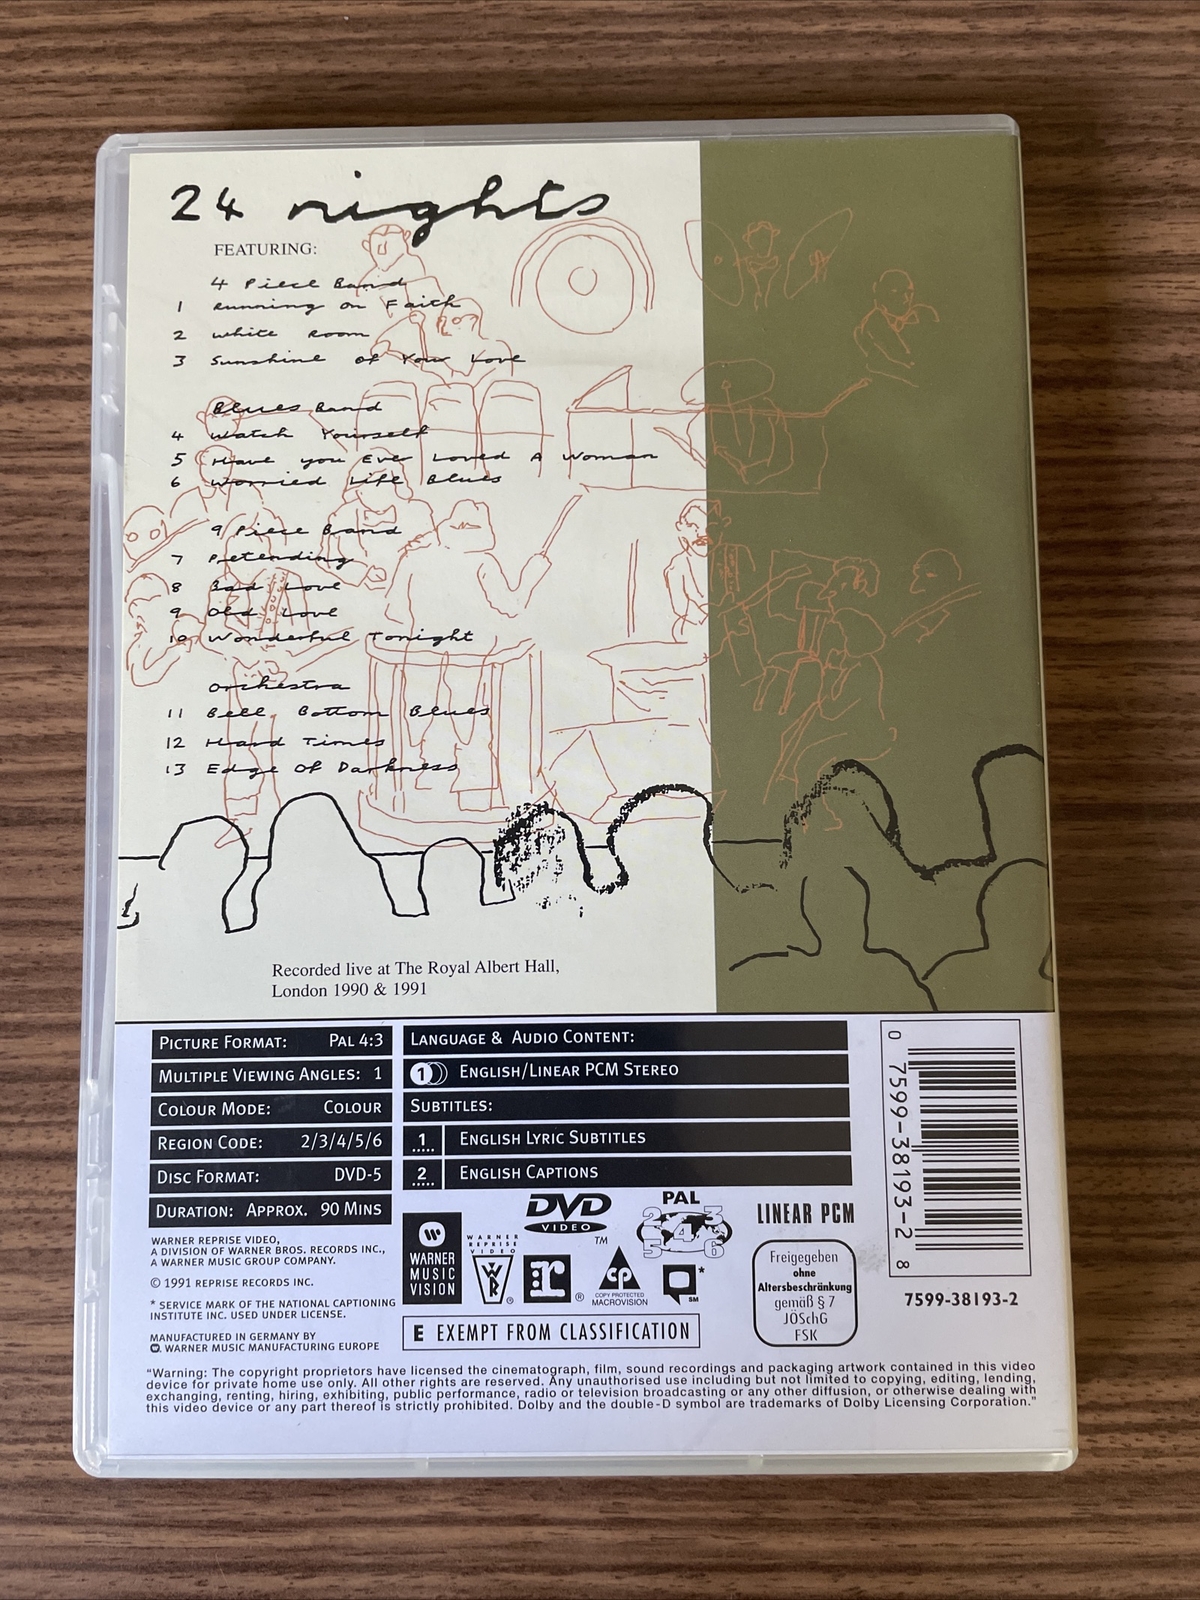 24 nights
FEATURING:
4 Piece Band
1 Running on Faith
2 White Room
3 Sunshine of Your Love
Blues Band
4 Watch Yourself
5 Have you Ever Loved A Woman
6 Worried Life Blues
9 Piece Band
7 Pretending
8 Bad Love
9 Old Love
10 Wonderful Tonight
orchestra
11 Bell Bottom Blues
12 Hard Times
13 Edge Of Darkness
Recorded live at The Royal Albert Hall,
London 1990 & 1991
PICTURE FORMAT: PAL 4:3
MULTIPLE VIEWING ANGLES: 1
COLOUR MODE: COLOUR
REGION CODE: 2/3/4/5/6
DISC FORMAT: DVD-5
DURATION: APPROX. 90 MINS
WARNER REPRISE VIDEO,
A DIVISION OF WARNER BROS. RECORDS INC.,
A WARNER MUSIC GROUP COMPANY.
© 1991 REPRISE RECORDS INC.
* SERVICE MARK OF THE NATIONAL CAPTIONING
INSTITUTE INC. USED UNDER LICENSE.
MANUFACTURED IN GERMANY BY
WARNER MUSIC MANUFACTURING EUROPE
LANGUAGE & AUDIO CONTENT:
1 ENGLISH/LINEAR PCM STEREO
SUBTITLES:
1 ENGLISH LYRIC SUBTITLES
2 ENGLISH CAPTIONS
WARNER
MUSIC
VISION
WARNER
REPRISE
VIDEO
WR ®
DVD
VIDEO
TM
r ®
PAL
2 3
4
5 6
CP
COPY PROTECTED
MACROVISION
*
SM
LINEAR PCM
E EXEMPT FROM CLASSIFICATION
Freigegeben
ohne
Altersbeschränkung
gemäß § 7
JÖSchG
FSK
0 7599-38193-2 8
7599-38193-2
"Warning: The copyright proprietors have licensed the cinematograph, film, sound recordings and packaging artwork contained in this video
device for private home use only. All other rights are reserved. Any unauthorised use including but not limited to copying, editing, lending,
exchanging, renting, hiring, exhibiting, public performance, radio or television broadcasting or any other diffusion, or otherwise dealing with
this video device or any part thereof is strictly prohibited. Dolby and the double-D symbol are trademarks of Dolby Licensing Corporation."